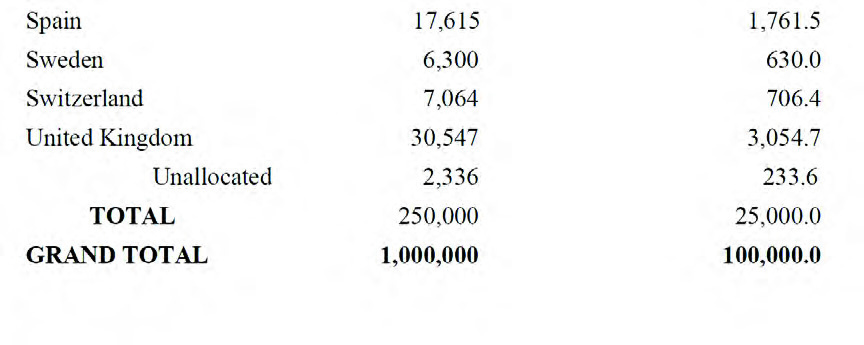 Spain 17,615 1,761.5
Sweden 6,300 630.0
Switzerland 7,064 706.4
United Kingdom 30,547 3,054.7
Unallocated 2,336 233.6
TOTAL 250,000 25,000.0
GRAND TOTAL 1,000,000 100,000.0